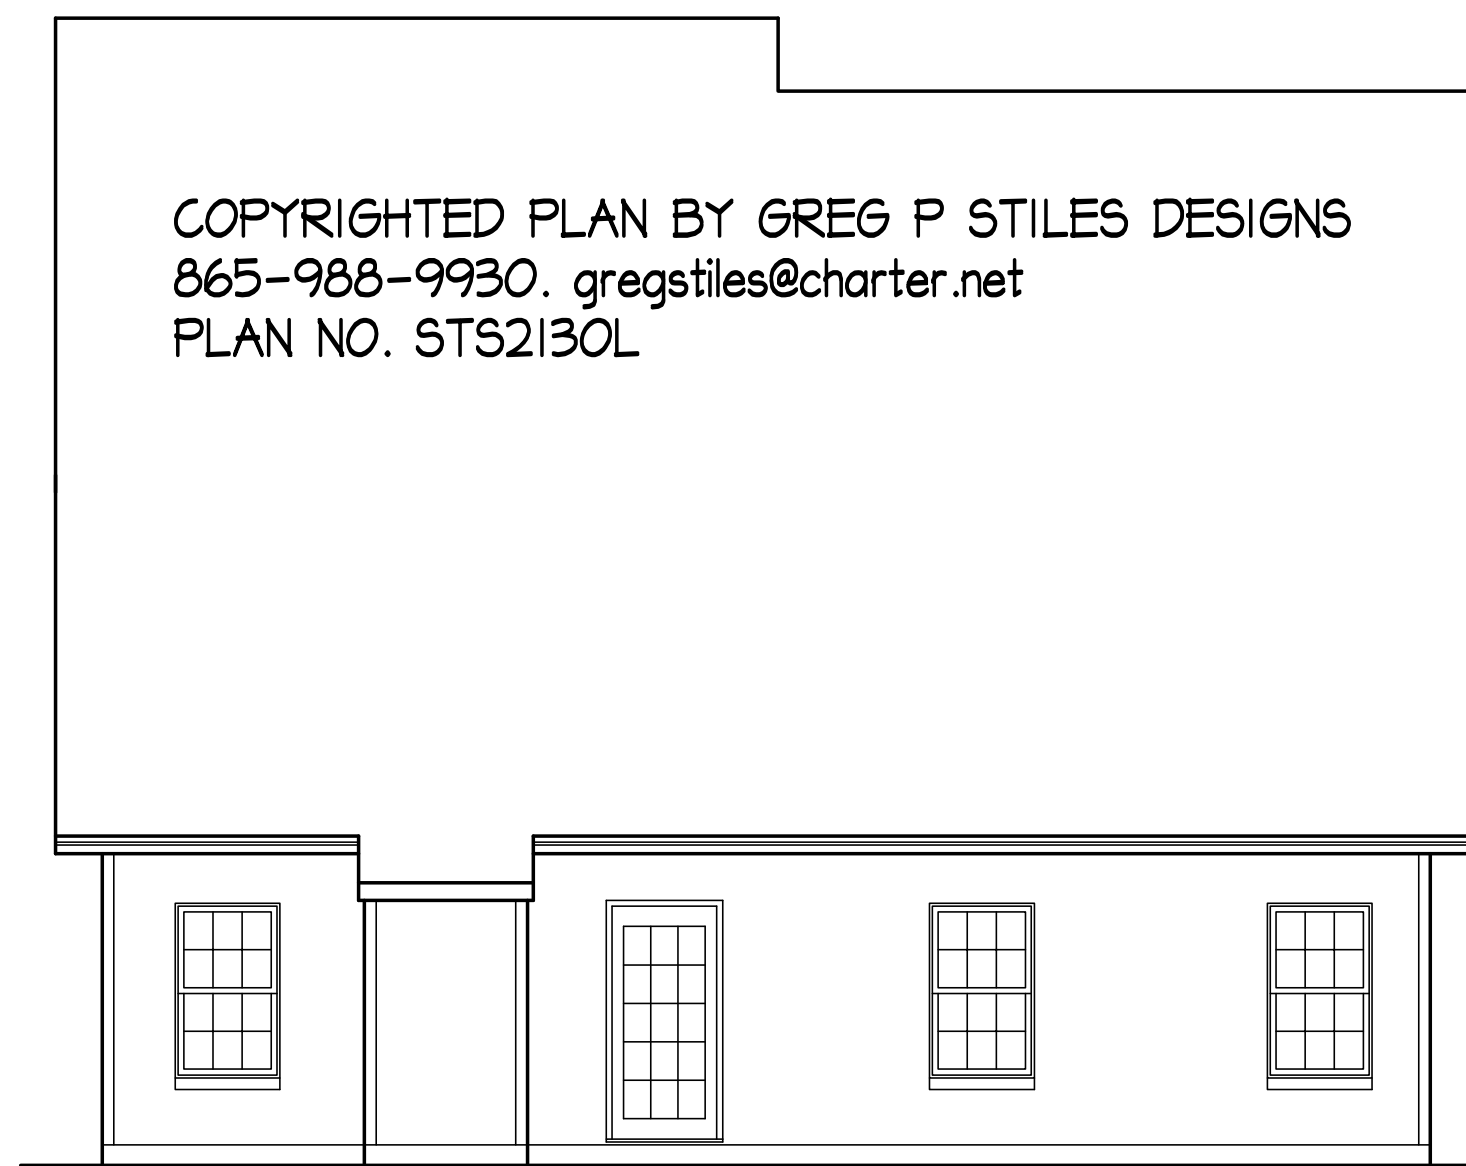 COPYRIGHTED PLAN BY GREG P STILES DESIGNS
865-988-9930. gregstiles@charter.net
PLAN NO. STS2130L